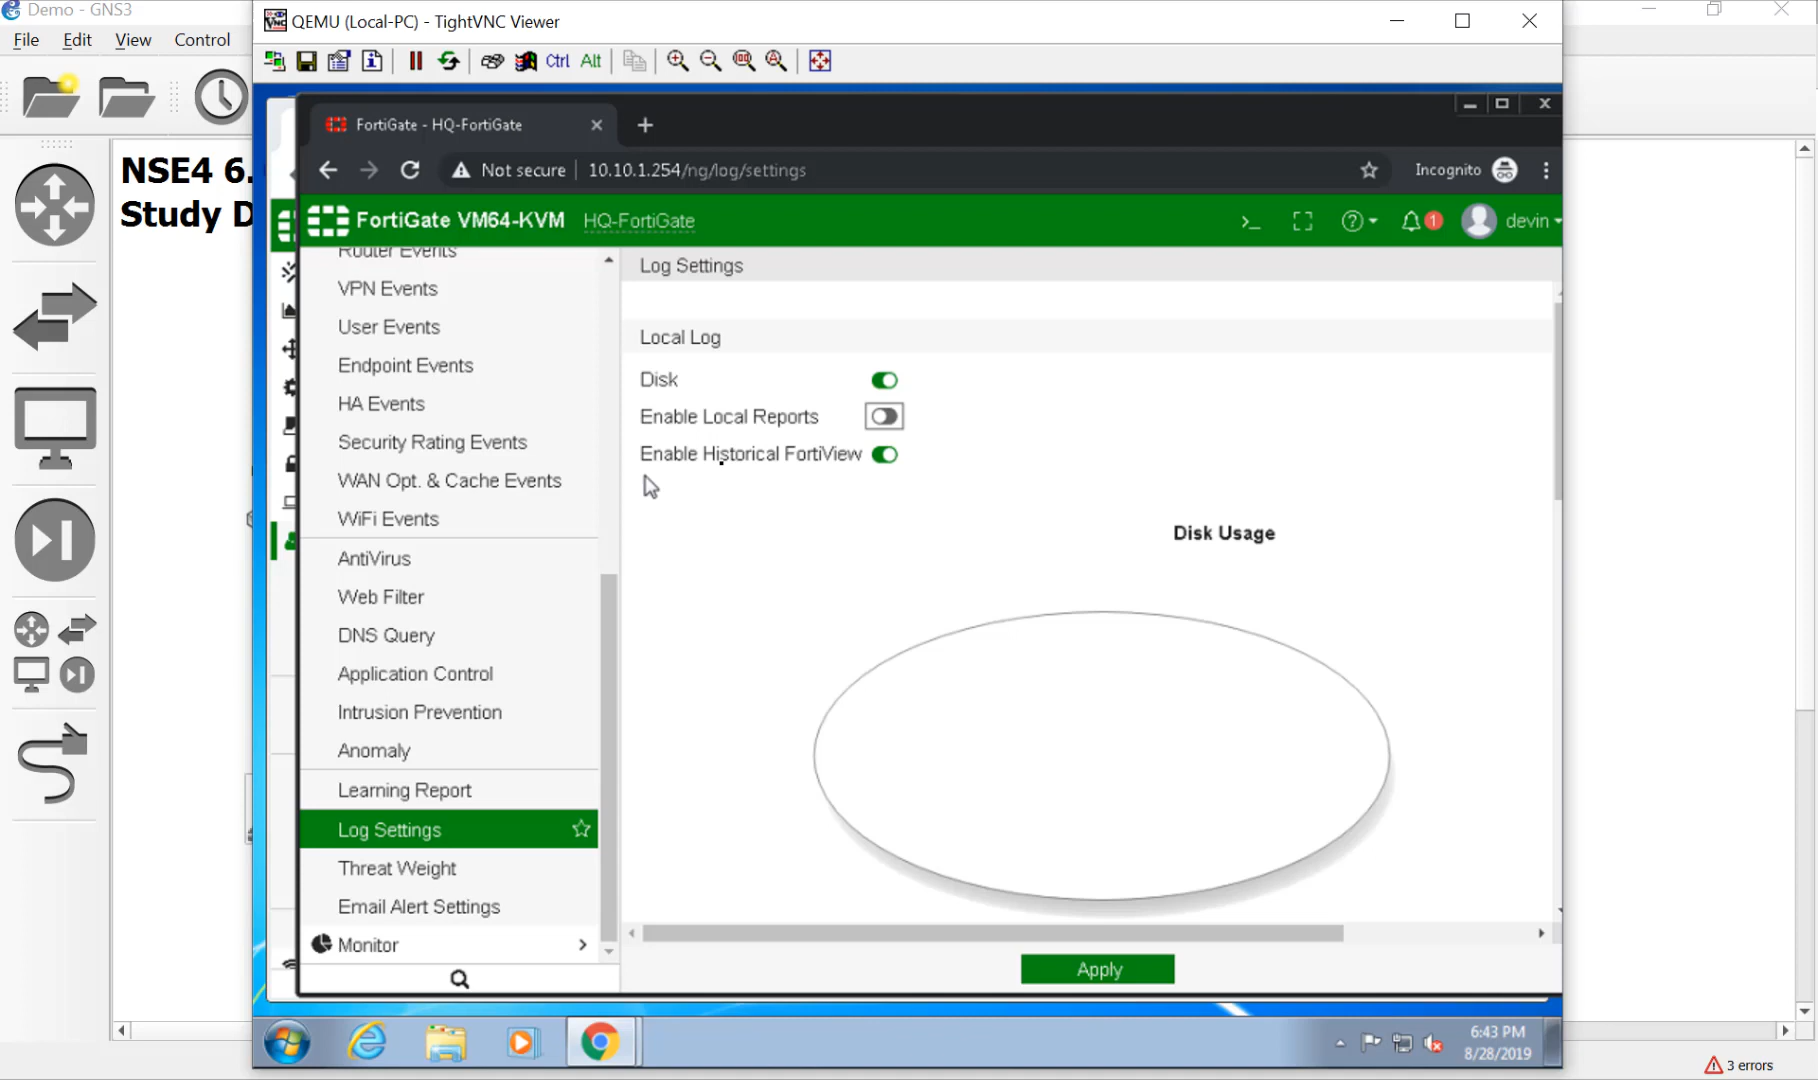 Demo - GNS3
File Edit View Control
NSE4 6.
Study D
QEMU (Local-PC) - TightVNC Viewer
Ctrl Alt
FortiGate - HQ-FortiGate
Not secure 10.10.1.254/ng/log/settings Incognito
FortiGate VM64-KVM HQ-FortiGate 1 devin
Router Events
VPN Events
User Events
Endpoint Events
HA Events
Security Rating Events
WAN Opt. & Cache Events
WiFi Events
AntiVirus
Web Filter
DNS Query
Application Control
Intrusion Prevention
Anomaly
Learning Report
Log Settings
Threat Weight
Email Alert Settings
Monitor
Log Settings
Local Log
Disk
Enable Local Reports
Enable Historical FortiView
Disk Usage
Apply
6:43 PM
8/28/2019
3 errors